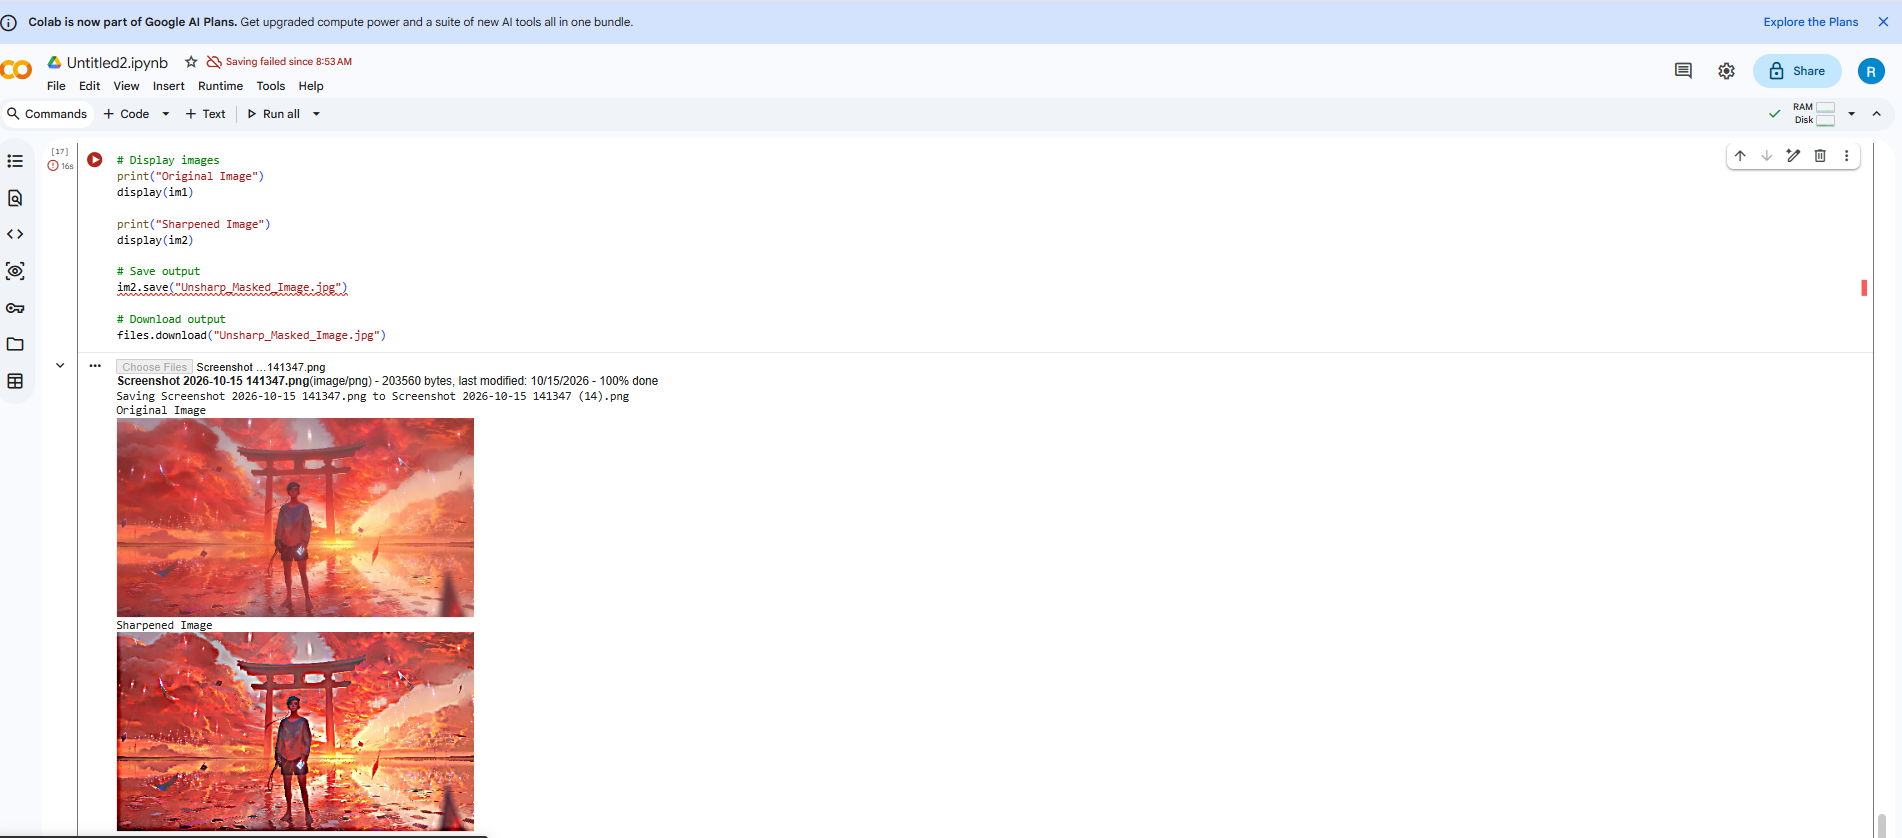 Colab is now part of Google AI Plans. Get upgraded compute power and a suite of new AI tools all in one bundle.
Explore the Plans
CO
Untitled2.ipynb
Saving failed since 8:53 AM
File Edit View Insert Runtime Tools Help
Share
R
Commands + Code + Text Run all
RAM
Disk
[17]
16s
# Display images
print("Original Image")
display(im1)
print("Sharpened Image")
display(im2)
# Save output
im2.save("Unsharp_Masked_Image.jpg")
# Download output
files.download("Unsharp_Masked_Image.jpg")
Choose Files Screenshot ...141347.png
Screenshot 2026-10-15 141347.png(image/png) - 203560 bytes, last modified: 10/15/2026 - 100% done
Saving Screenshot 2026-10-15 141347.png to Screenshot 2026-10-15 141347 (14).png
Original Image
Sharpened Image